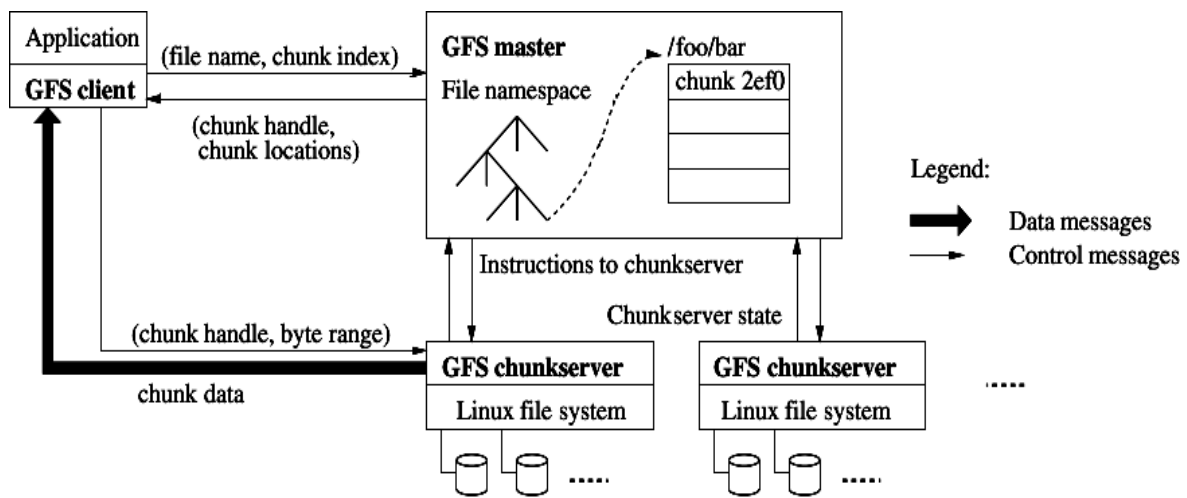 Application
GFS client
(file name, chunk index)
(chunk handle,
chunk locations)
GFS master
File namespace
/foo/bar
chunk 2ef0
Legend:
Data messages
Control messages
Instructions to chunkserver
Chunkserver state
(chunk handle, byte range)
chunk data
GFS chunkserver
Linux file system
GFS chunkserver
Linux file system